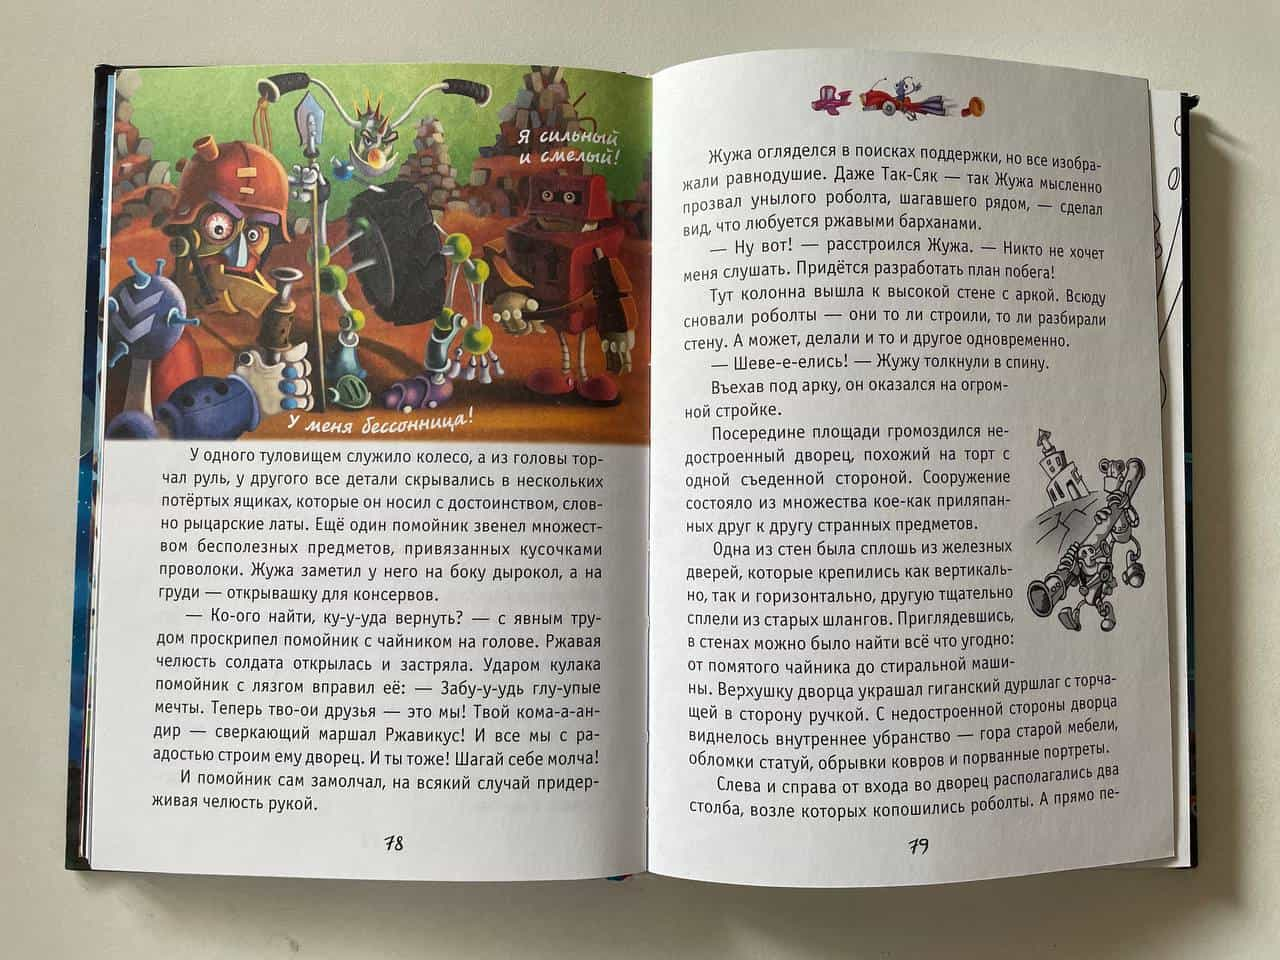 Я сильный
и смелый!
У меня бессонница!
У одного туловищем служило колесо, а из головы тор-
чал руль, у другого все детали скрывались в нескольких
потёртых ящиках, которые он носил с достоинством, слов-
но рыцарские латы. Ещё один помойник звенел множест-
вом бесполезных предметов, привязанных кусочками
проволоки. Жужа заметил у него на боку дырокол, а на
груди — открывашку для консервов.
— Ко-ого найти, ку-у-уда вернуть? — с явным тру-
дом проскрипел помойник с чайником на голове. Ржавая
челюсть солдата открылась и застряла. Ударом кулака
помойник с лязгом вправил её: — Забу-у-удь глу-упые
мечты. Теперь тво-ои друзья — это мы! Твой кома-а-ан-
дир — сверкающий маршал Ржавикус! И все мы с ра-
адостью строим ему дворец. И ты тоже! Шагай себе молча!
И помойник сам замолчал, на всякий случай придер-
живая челюсть рукой.
78
Жужа огляделся в поисках поддержки, но все изобра-
жали равнодушие. Даже Так-Сяк — так Жужа мысленно
прозвал унылого роболта, шагавшего рядом, — сделал
вид, что любуется ржавыми барханами.
— Ну вот! — расстроился Жужа. — Никто не хочет
меня слушать. Придётся разработать план побега!
Тут колонна вышла к высокой стене с аркой. Всюду
сновали роболты — они то ли строили, то ли разбирали
стену. А может, делали и то и другое одновременно.
— Шеве-е-елись! — Жужу толкнули в спину.
Въехав под арку, он оказался на огром-
ной стройке.
Посередине площади громоздился не-
достроенный дворец, похожий на торт с
одной съеденной стороной. Сооружение
состояло из множества кое-как приляпан-
ных друг к другу странных предметов.
Одна из стен была сплошь из железных
дверей, которые крепились как вертикаль-
но, так и горизонтально, другую тщательно
сплели из старых шлангов. Приглядевшись,
в стенах можно было найти всё что угодно:
от помятого чайника до стиральной маши-
ны. Верхушку дворца украшал гигантский дуршлаг с торча-
щей в сторону ручкой. С недостроенной стороны дворца
виднелось внутреннее убранство — гора старой мебели,
обломки статуй, обрывки ковров и порванные портреты.
Слева и справа от входа во дворец располагались два
столба, возле которых копошились роболты. А прямо пе-
79